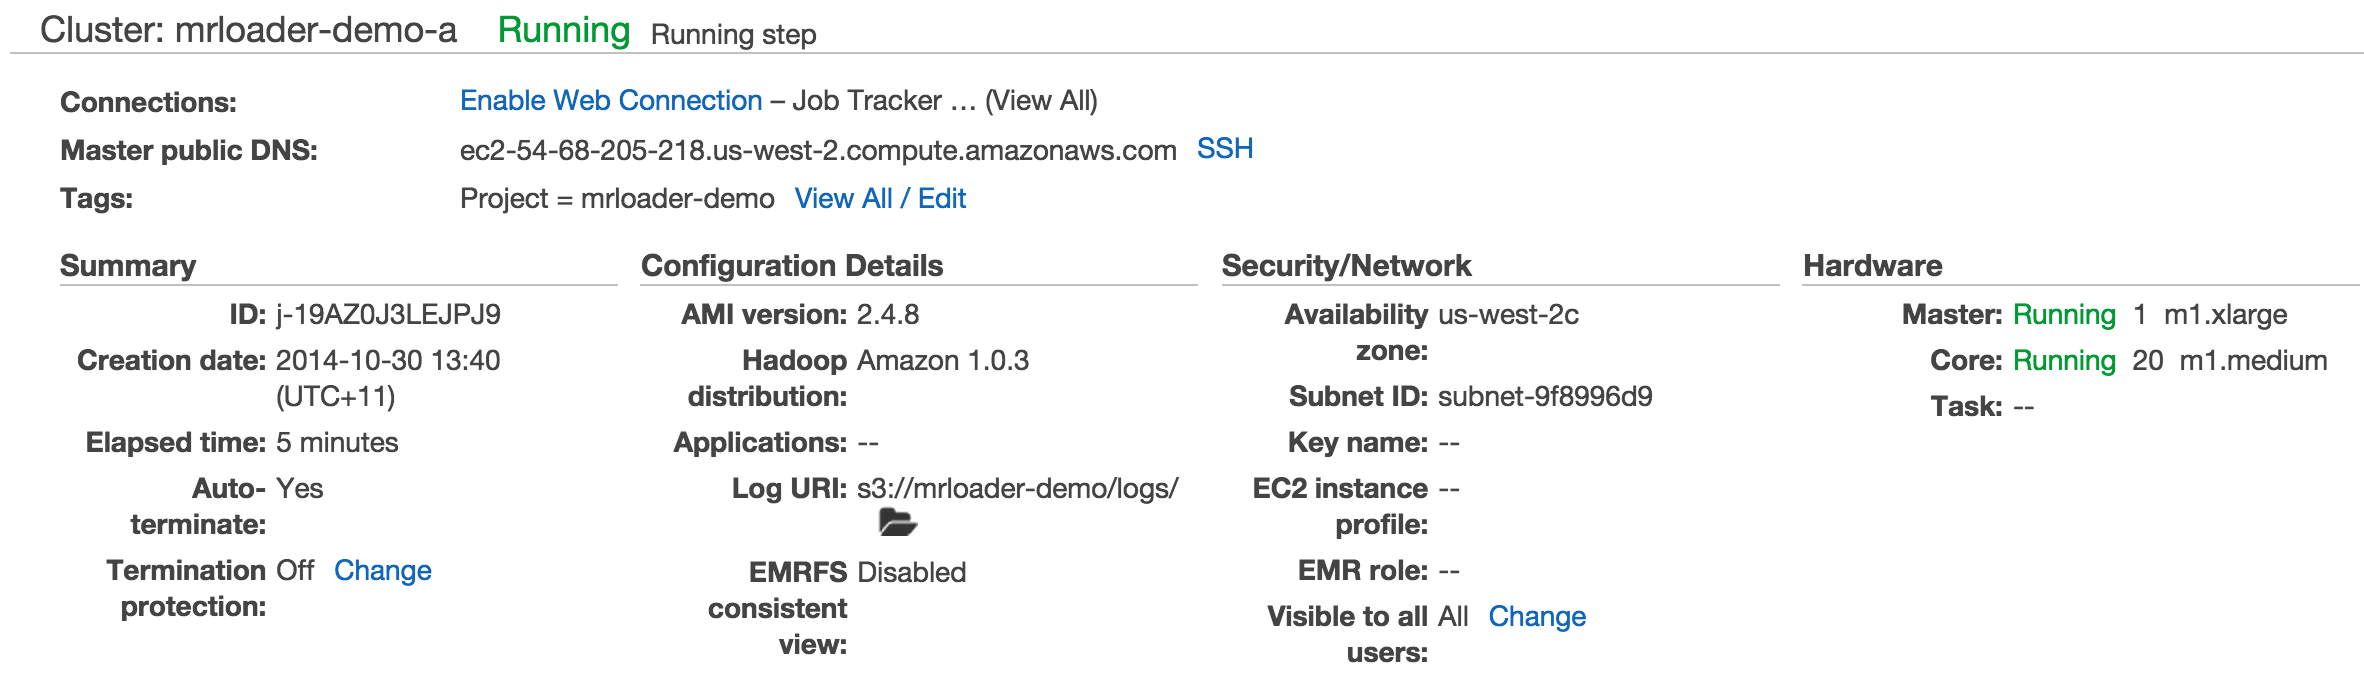 Cluster: mrloader-demo-a Running Running step
Connections: Enable Web Connection – Job Tracker ... (View All)
Master public DNS: ec2-54-68-205-218.us-west-2.compute.amazonaws.com SSH
Tags: Project = mrloader-demo View All / Edit
Summary
ID: j-19AZ0J3LEJPJ9
Creation date: 2014-10-30 13:40
(UTC+11)
Elapsed time: 5 minutes
Auto- Yes
terminate:
Termination Off Change
protection:
Configuration Details
AMI version: 2.4.8
Hadoop Amazon 1.0.3
distribution:
Applications: --
Log URI: s3://mrloader-demo/logs/
EMRFS Disabled
consistent
view:
Security/Network
Availability us-west-2c
zone:
Subnet ID: subnet-9f8996d9
Key name: --
EC2 instance --
profile:
EMR role: --
Visible to all All Change
users:
Hardware
Master: Running 1 m1.xlarge
Core: Running 20 m1.medium
Task: --